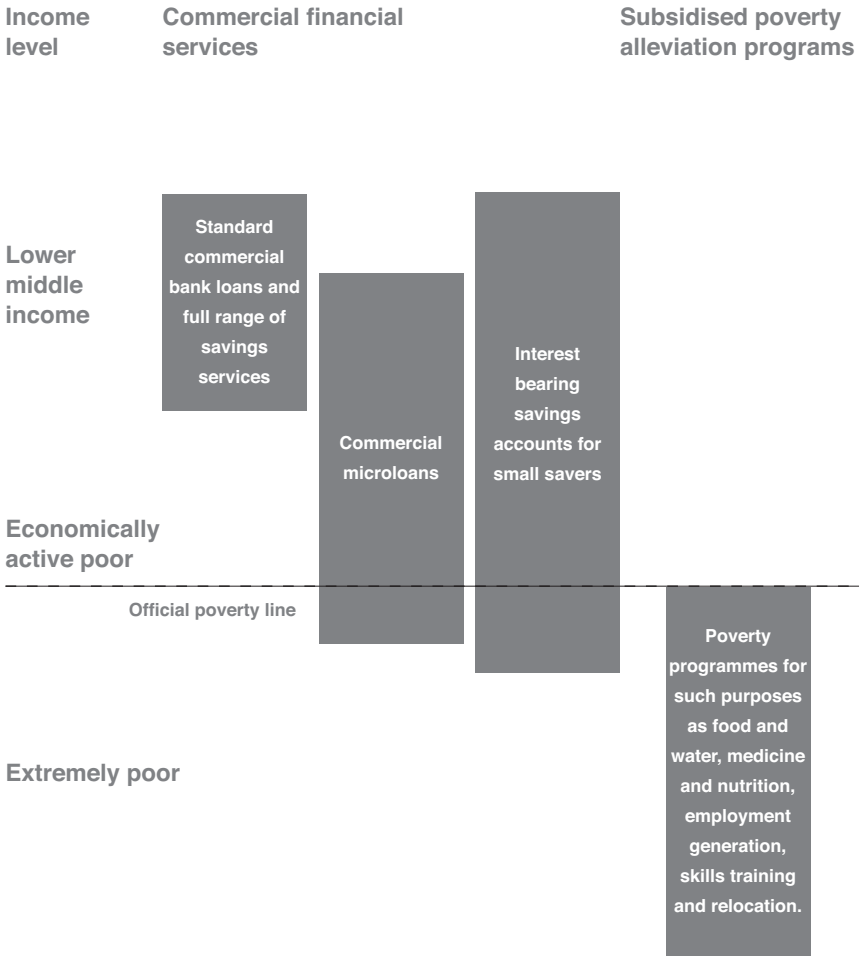 Income
level
Commercial financial
services
Subsidised poverty
alleviation programs
Lower
middle
income
Standard
commercial
bank loans and
full range of
savings
services
Commercial
microloans
Interest
bearing
savings
accounts for
small savers
Economically
active poor
Official poverty line
Poverty
programmes for
such purposes
as food and
water, medicine
and nutrition,
employment
generation,
skills training
and relocation.
Extremely poor